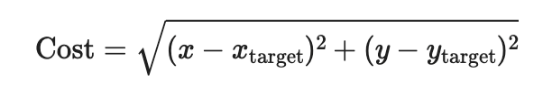 Cost = √(x − x_target)² + (y − y_target)²